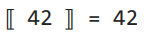 ⟦ 42 ⟧ = 42